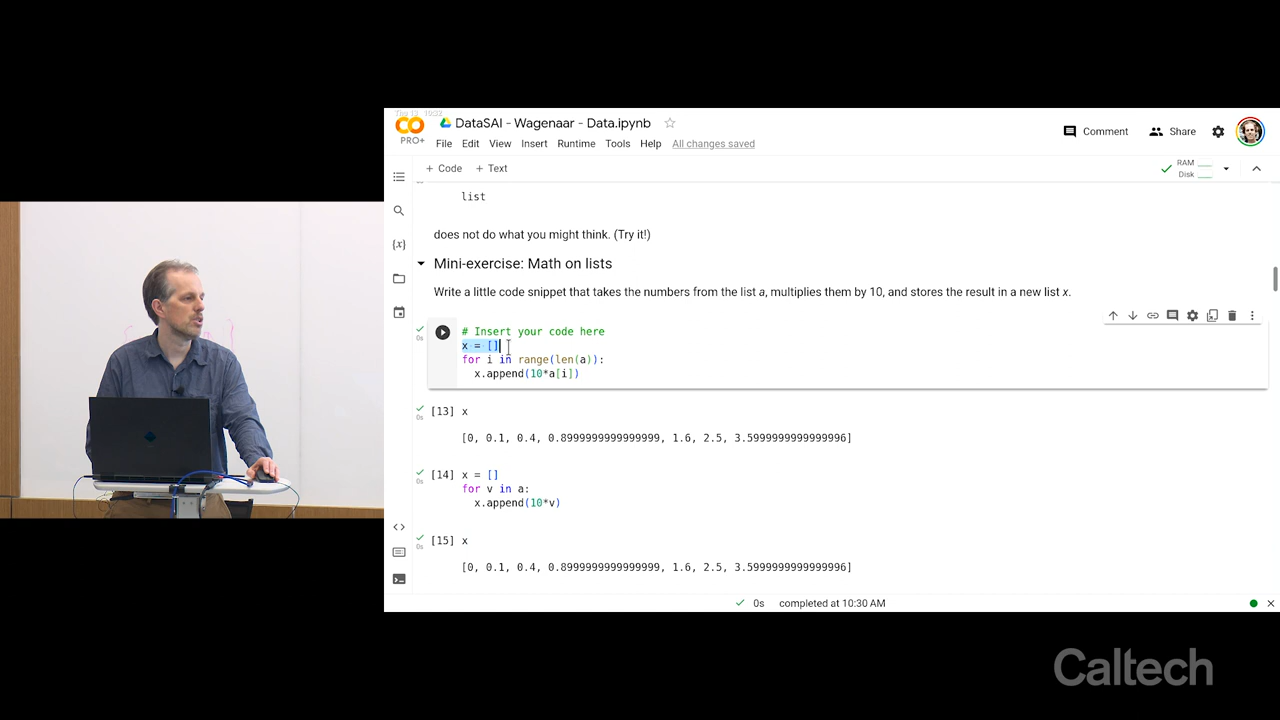 DataSAI - Wagenaar - Data.ipynb
PRO+
File Edit View Insert Runtime Tools Help All changes saved
Comment Share
+ Code + Text
RAM
Disk
list
does not do what you might think. (Try it!)
Mini-exercise: Math on lists
Write a little code snippet that takes the numbers from the list a, multiplies them by 10, and stores the result in a new list x.
{x}
0s
# Insert your code here
x = []
for i in range(len(a)):
x.append(10*a[i])
0s
[13] x
[0, 0.1, 0.4, 0.8999999999999999, 1.6, 2.5, 3.5999999999999996]
0s
[14] x = []
for v in a:
x.append(10*v)
0s
[15] x
[0, 0.1, 0.4, 0.8999999999999999, 1.6, 2.5, 3.5999999999999996]
0s completed at 10:30 AM
Caltech